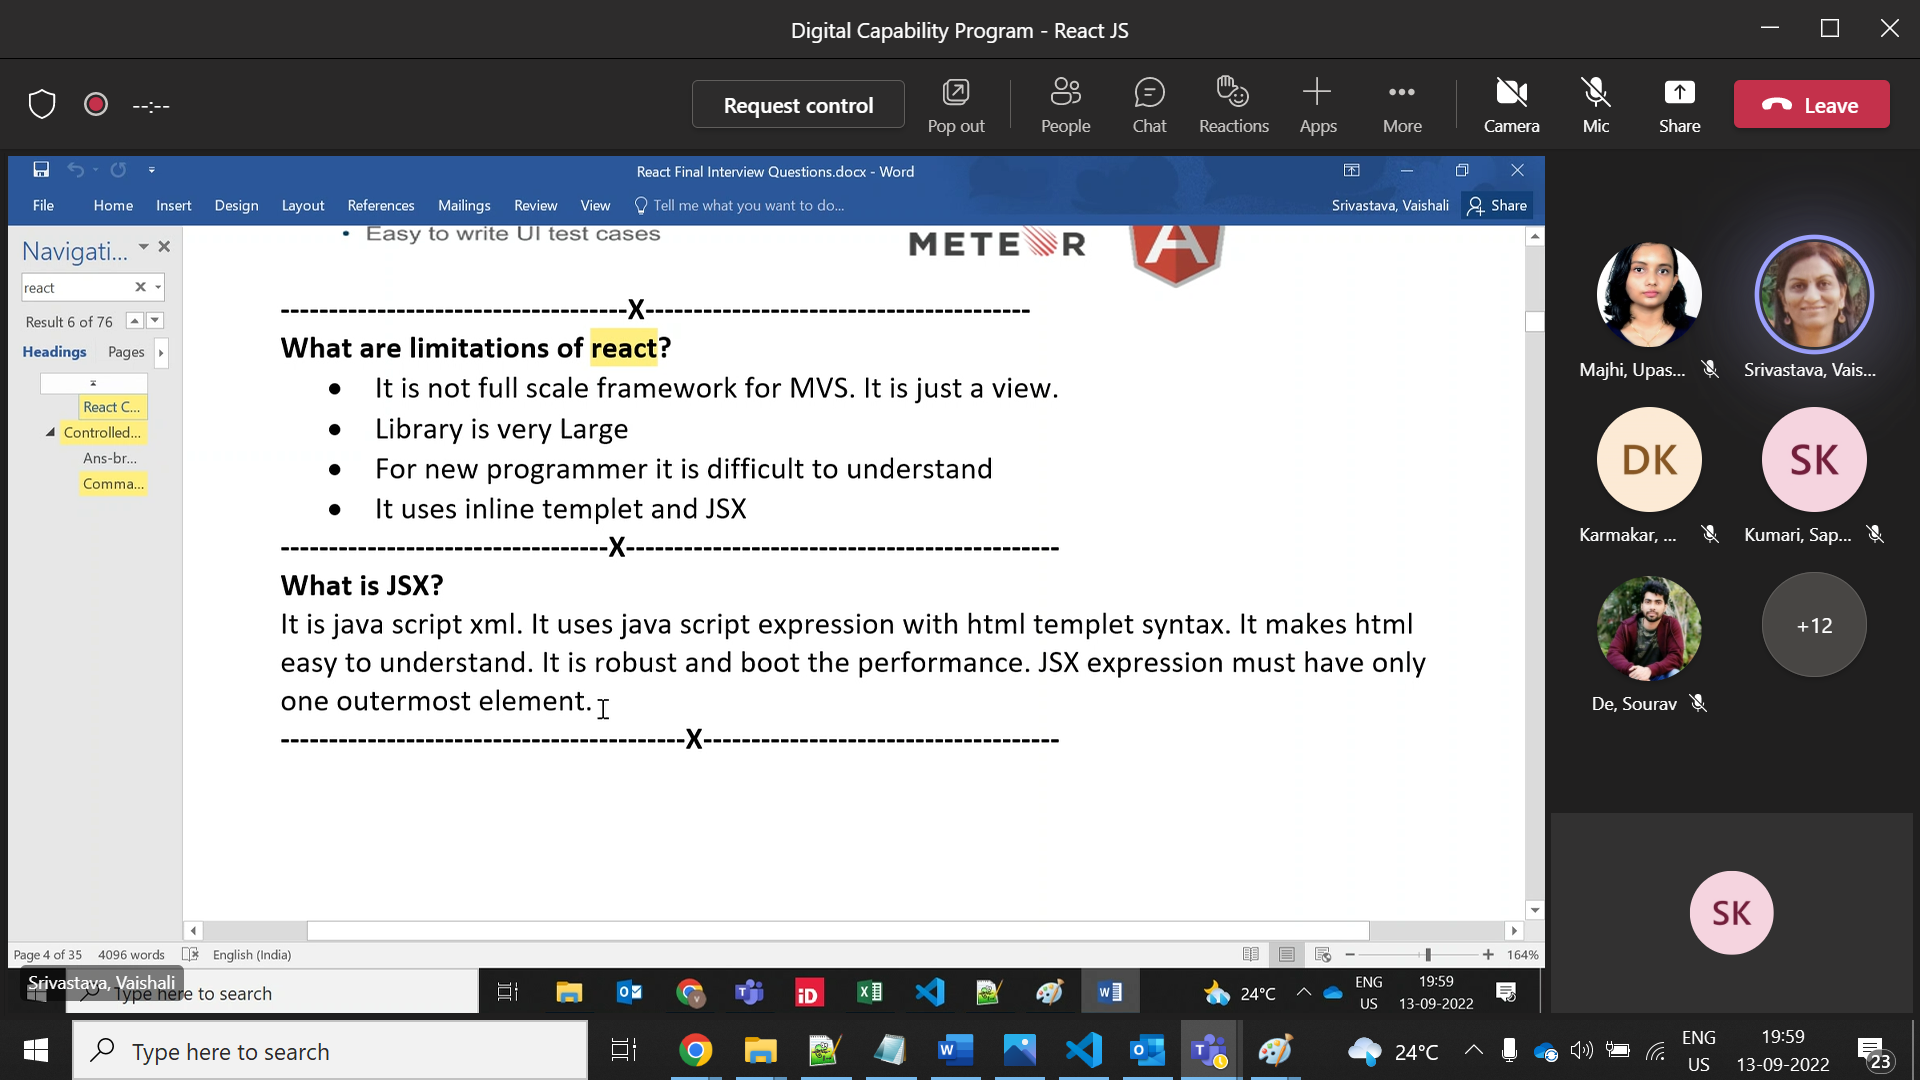 Digital Capability Program - React JS
--:--
Request control
Pop out
People
Chat
Reactions
Apps
More
Camera
Mic
Share
Leave
React Final Interview Questions.docx - Word
File
Home
Insert
Design
Layout
References
Mailings
Review
View
Tell me what you want to do...
Srivastava, Vaishali
Share
Navigati...
react
Result 6 of 76
Headings
Pages
React C...
Controlled...
Ans-br...
Comma...
• Easy to write UI test cases
METEOR
A
------------------------------------X----------------------------------------
What are limitations of react?
• It is not full scale framework for MVS. It is just a view.
• Library is very Large
• For new programmer it is difficult to understand
• It uses inline templet and JSX
----------------------------------X---------------------------------------------
What is JSX?
It is java script xml. It uses java script expression with html templet syntax. It makes html
easy to understand. It is robust and boot the performance. JSX expression must have only
one outermost element.
------------------------------------------X-------------------------------------
Page 4 of 35
4096 words
English (India)
164%
Majhi, Upas...
Srivastava, Vais...
DK
SK
Karmakar, ...
Kumari, Sap...
+12
De, Sourav
SK
Srivastava, Vaishali
Type here to search
iD
24°C
ENG
US
19:59
13-09-2022
Type here to search
24°C
ENG
US
19:59
13-09-2022
23